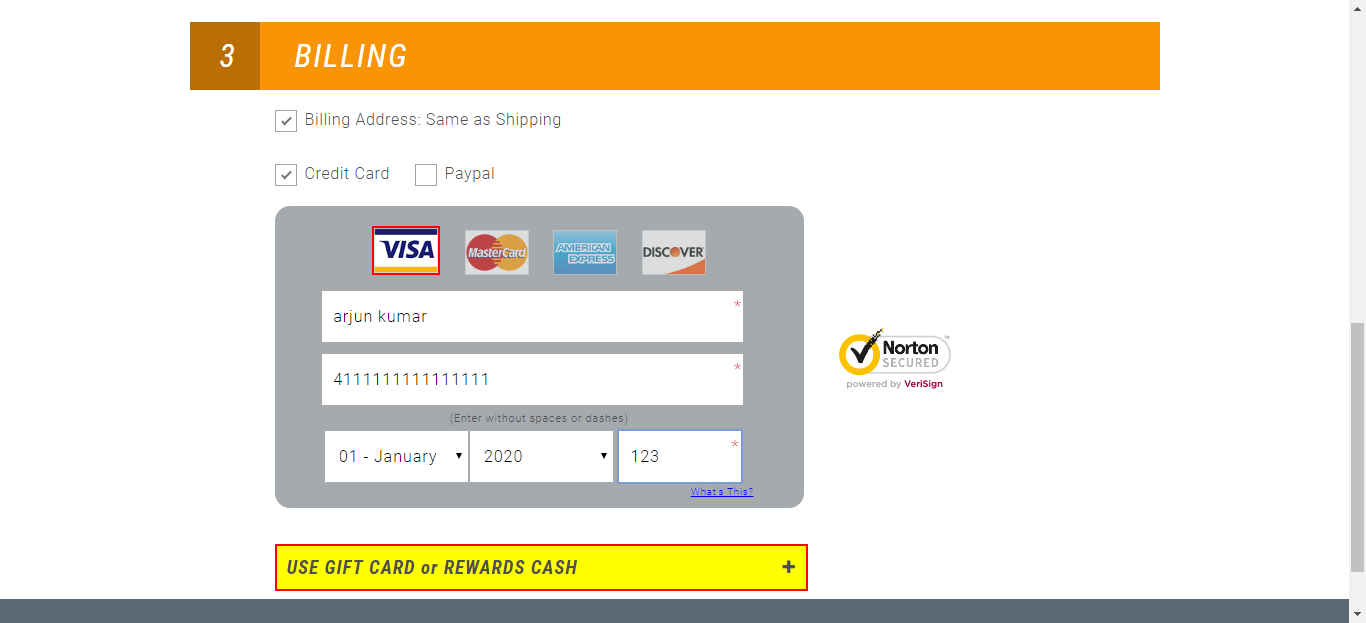 3 BILLING
Billing Address: Same as Shipping
Credit Card Paypal
VISA MasterCard AMERICAN EXPRESS DISCOVER
arjun kumar *
4111111111111111 *
(Enter without spaces or dashes)
01 - January 2020 123 *
What's This?
Norton
SECURED
powered by VeriSign
USE GIFT CARD or REWARDS CASH +